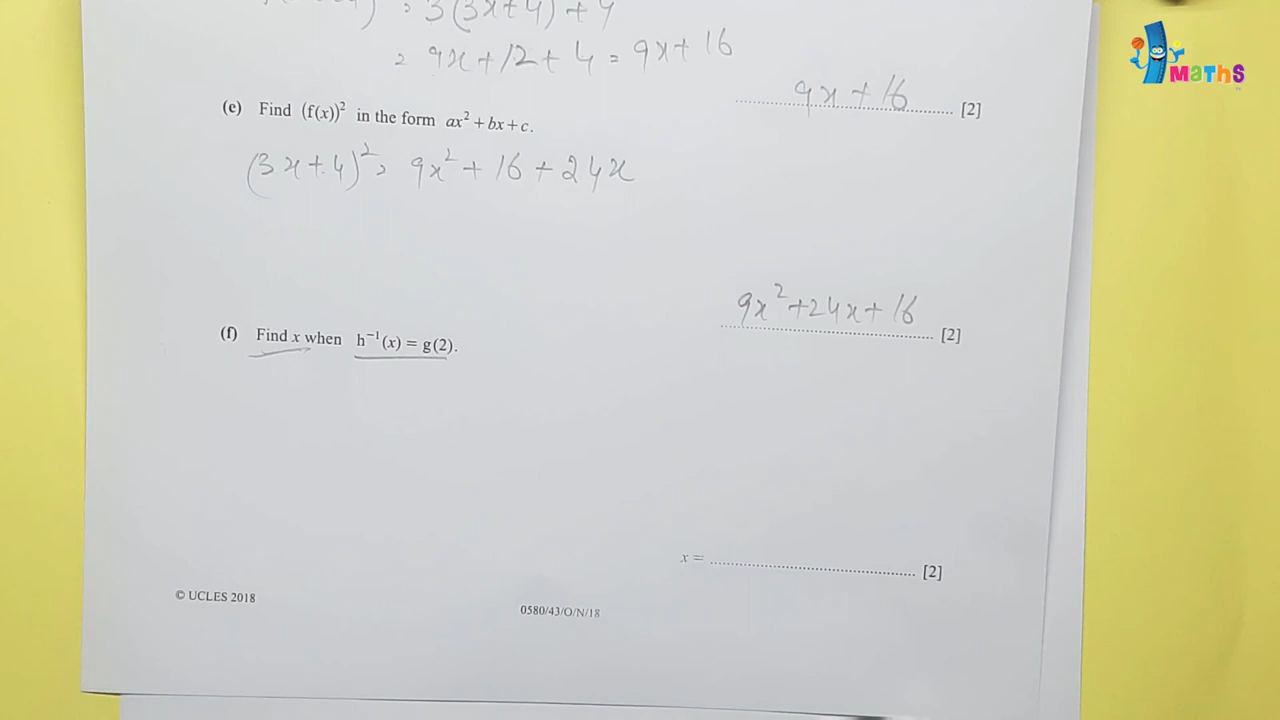 = 3(3x+4)+4
= 9x+12+4 = 9x+16
9x+16 [2]
(e) Find (f(x))² in the form ax² + bx + c.
(3x+4)² = 9x² + 16 + 24x
9x²+24x+16 [2]
(f) Find x when h⁻¹(x) = g(2).
x = .......... [2]
© UCLES 2018
0580/43/O/N/18
Maths